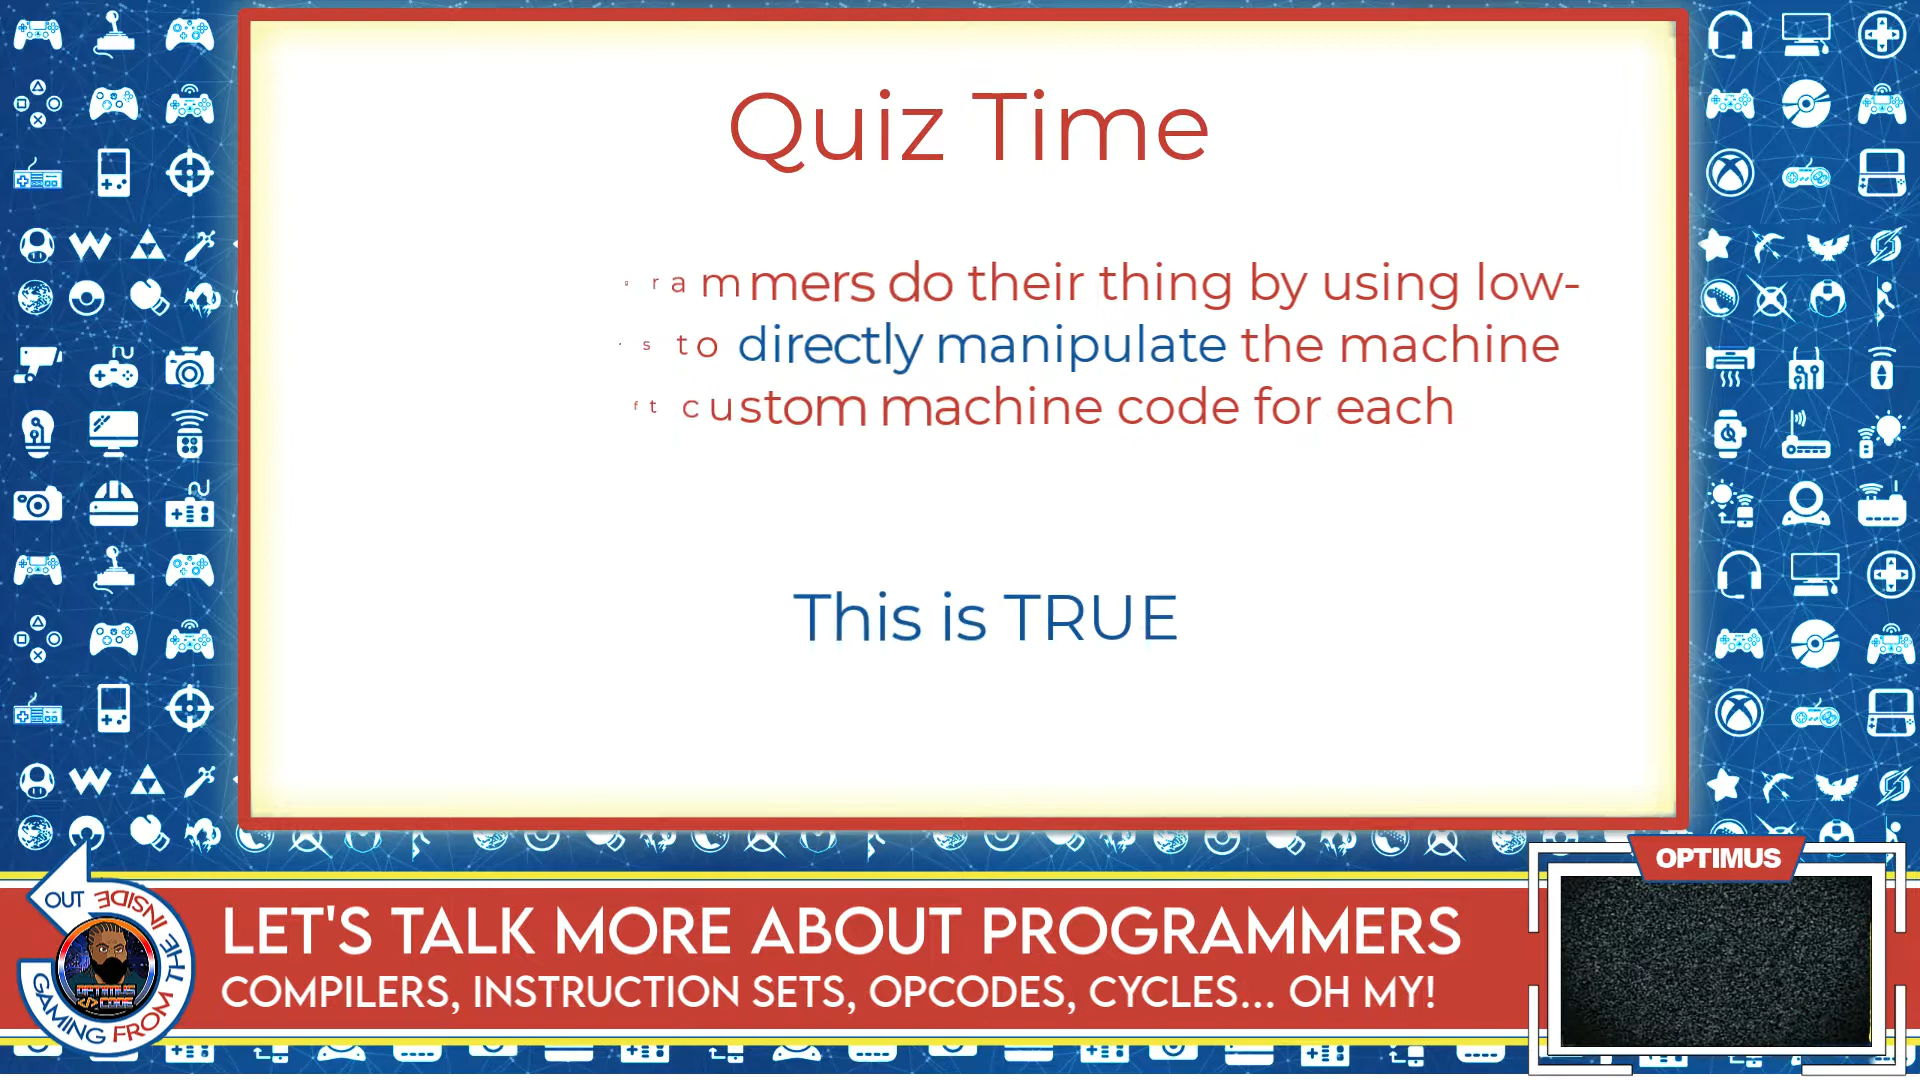 Quiz Time
mers do their thing by using low-
to directly manipulate the machine
custom machine code for each
This is TRUE
OPTIMUS
LET'S TALK MORE ABOUT PROGRAMMERS
COMPILERS, INSTRUCTION SETS, OPCODES, CYCLES... OH MY!
GAMING FROM THE INSIDE OUT
OPTIMUS
CODE